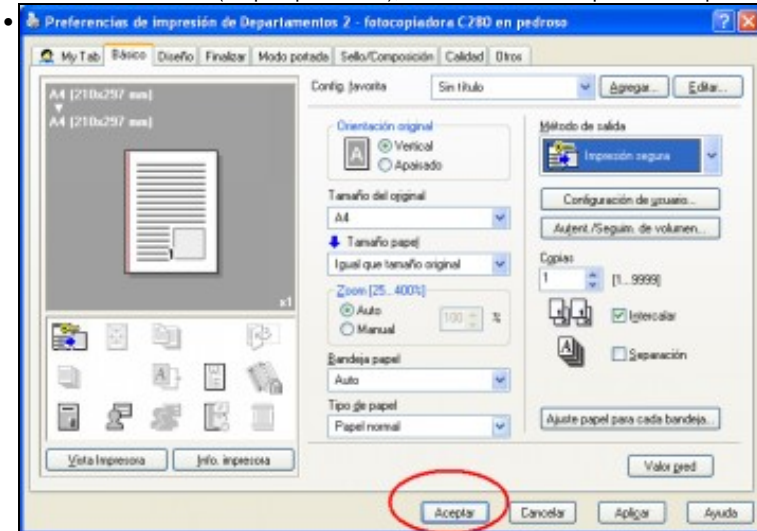 Preferencias de impresión de Departamentos 2 - fotocopiadora C280 en pedroso
My Tab Básico Diseño Finalizar Modo portada Sello/Composición Calidad Otros
A4 [210x297 mm]
A4 [210x297 mm]
x1
Vista Impresora Info. impresora
Config. favorita Sin título Agregar... Editar...
Orientación original
A
Vertical
Apaisado
Tamaño del original
A4
Tamaño papel
Igual que tamaño original
Zoom [25...400%]
Auto
Manual
100 %
Bandeja papel
Auto
Tipo de papel
Papel normal
Método de salida
Impresión segura
Configuración de usuario...
Autent./Seguim. de volumen...
Copias
1 [1...9999]
Intercalar
Separación
Ajuste papel para cada bandeja...
Valor pred
Aceptar Cancelar Aplicar Ayuda